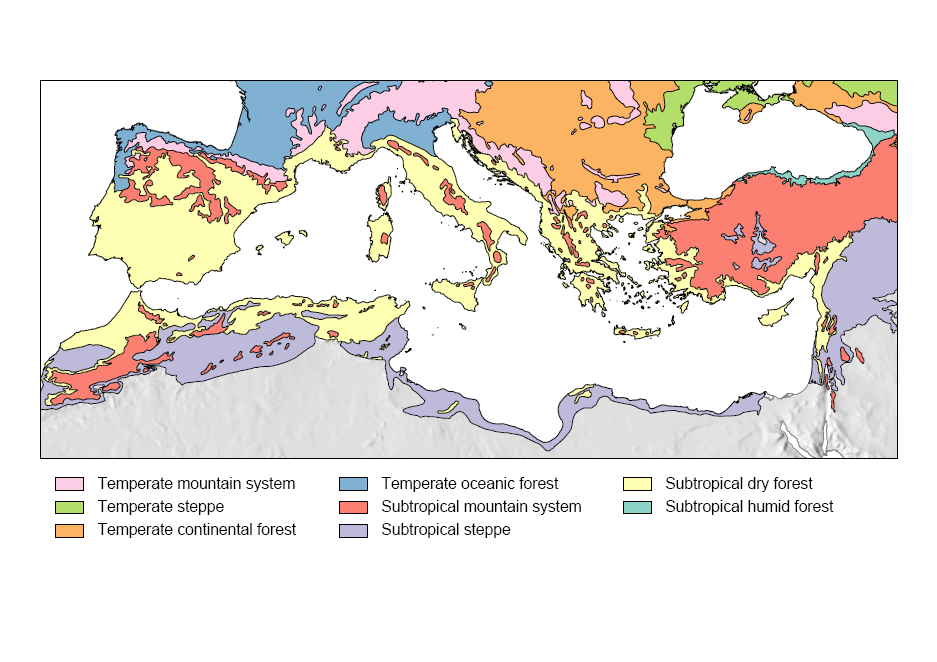 Temperate mountain system
Temperate oceanic forest
Subtropical dry forest
Temperate steppe
Subtropical mountain system
Subtropical humid forest
Temperate continental forest
Subtropical steppe